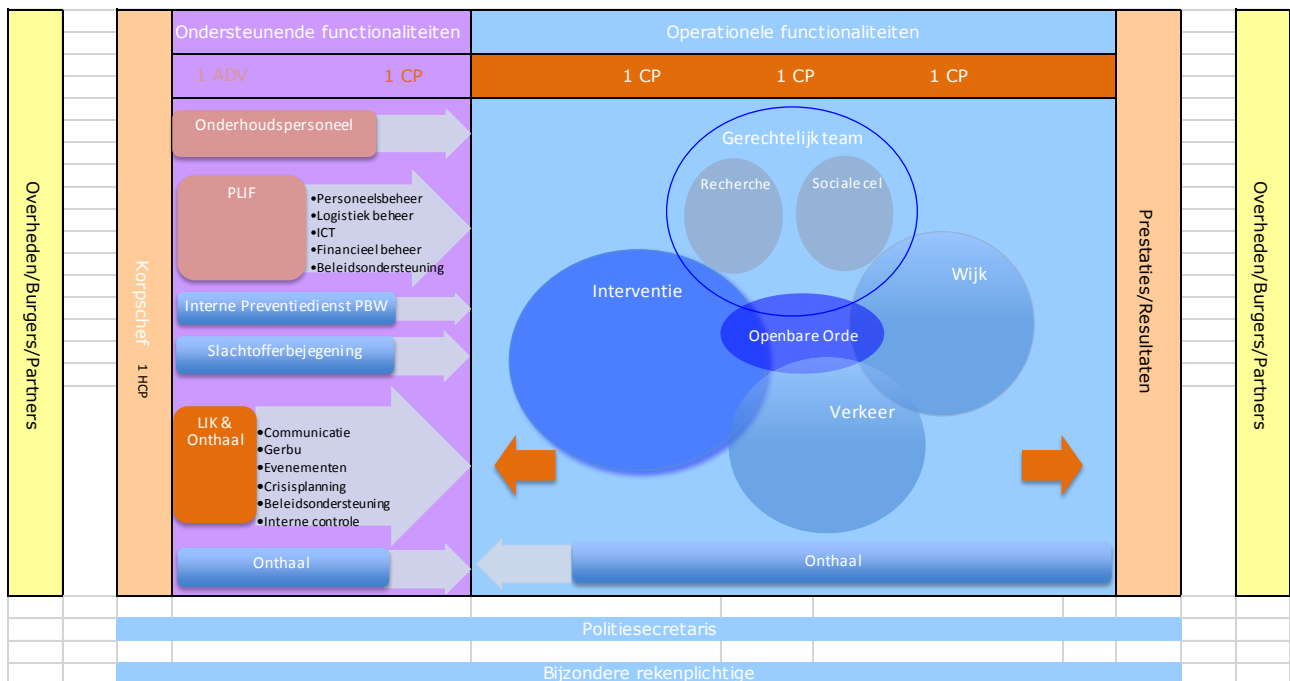 Overheden/Burgers/Partners
Korpschef 1 HCP
Ondersteunende functionaliteiten
1 ADV 1 CP
Onderhoudspersoneel
PLIF
•Personeelsbeheer
•Logistiek beheer
•ICT
•Financieel beheer
•Beleidsondersteuning
Interne Preventiedienst PBW
Slachtofferbejegening
LIK &
Onthaal
•Communicatie
•Gerbu
•Evenementen
•Crisisplanning
•Beleidsondersteuning
•Interne controle
Onthaal
Operationele functionaliteiten
1 CP 1 CP 1 CP
Gerechtelijk team
Recherche
Sociale cel
Interventie
Wijk
Openbare Orde
Verkeer
Onthaal
Prestaties/Resultaten
Overheden/Burgers/Partners
Politiesecretaris
Bijzondere rekenplichtige